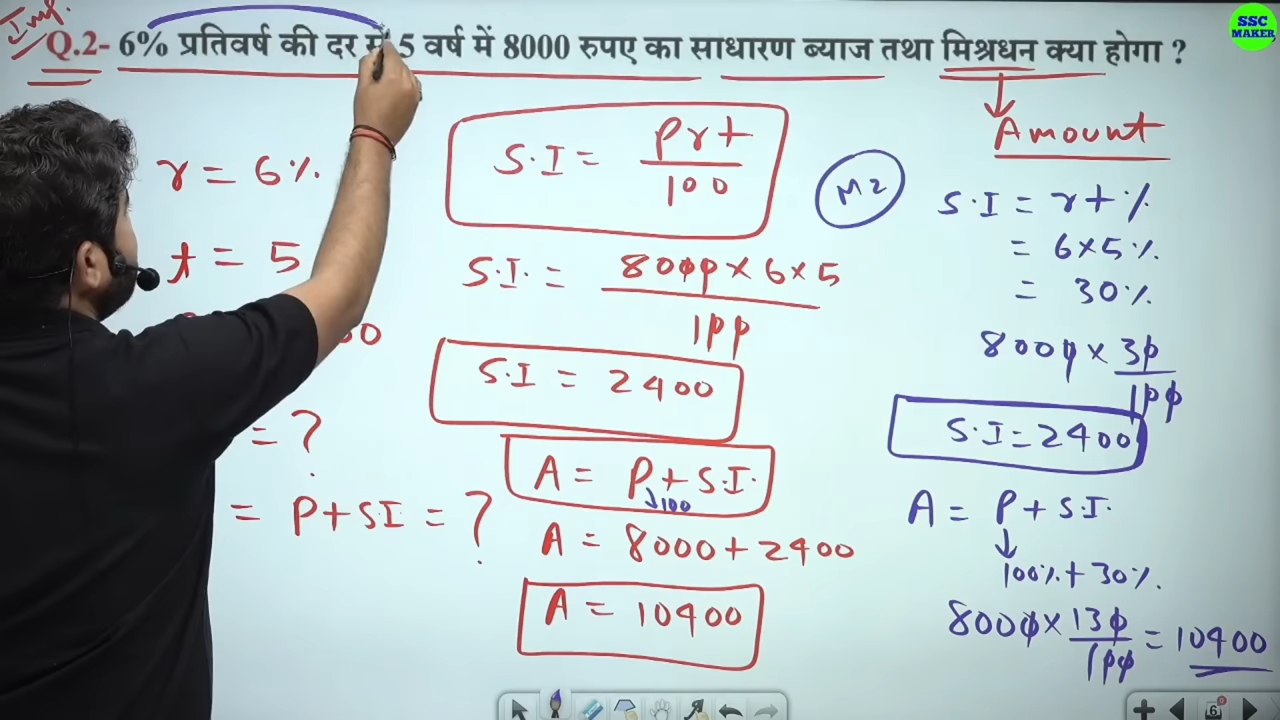 Imp.
SSC
MAKER
Q.2- 6% प्रतिवर्ष की दर में 5 वर्ष में 8000 रुपए का साधारण ब्याज तथा मिश्रधन क्या होगा ?
Amount
r = 6%
t = 5
00
= ?
= P+SI = ?
S.I = Prt
100
S.I. = 8000 × 6 × 5
100
S.I = 2400
A = P + S.I.
100
A = 8000 + 2400
A = 10400
M2
S.I = rt%
= 6×5%
= 30%
8000 × 30
100
S.I = 2400
A = P + S.I.
100% + 30%.
8000 × 130 = 10400
100
6